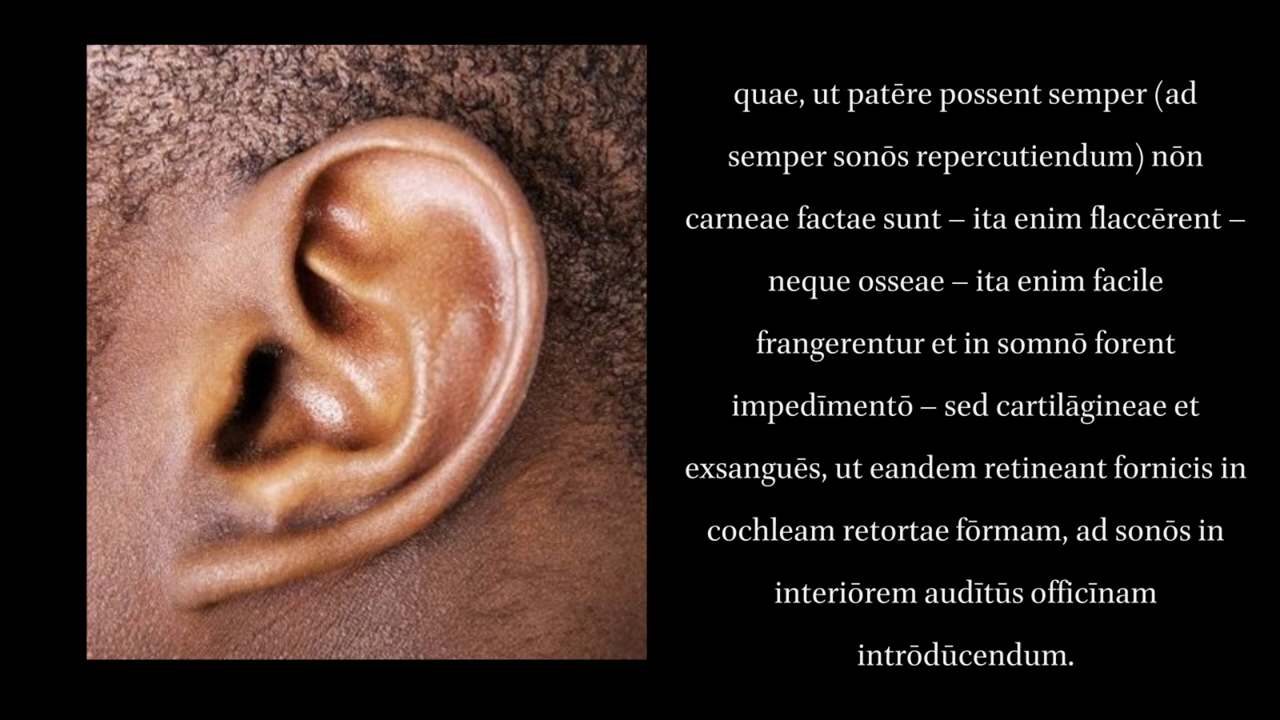 quae, ut patēre possent semper (ad
semper sonōs repercutiendum) nōn
carneae factae sunt – ita enim flaccērent –
neque osseae – ita enim facile
frangerentur et in somnō forent
impedīmentō – sed cartilāgineae et
exsanguēs, ut eandem retineant fornicis in
cochleam retortae fōrmam, ad sonōs in
interiōrem audītūs officīnam
intrōdūcendum.